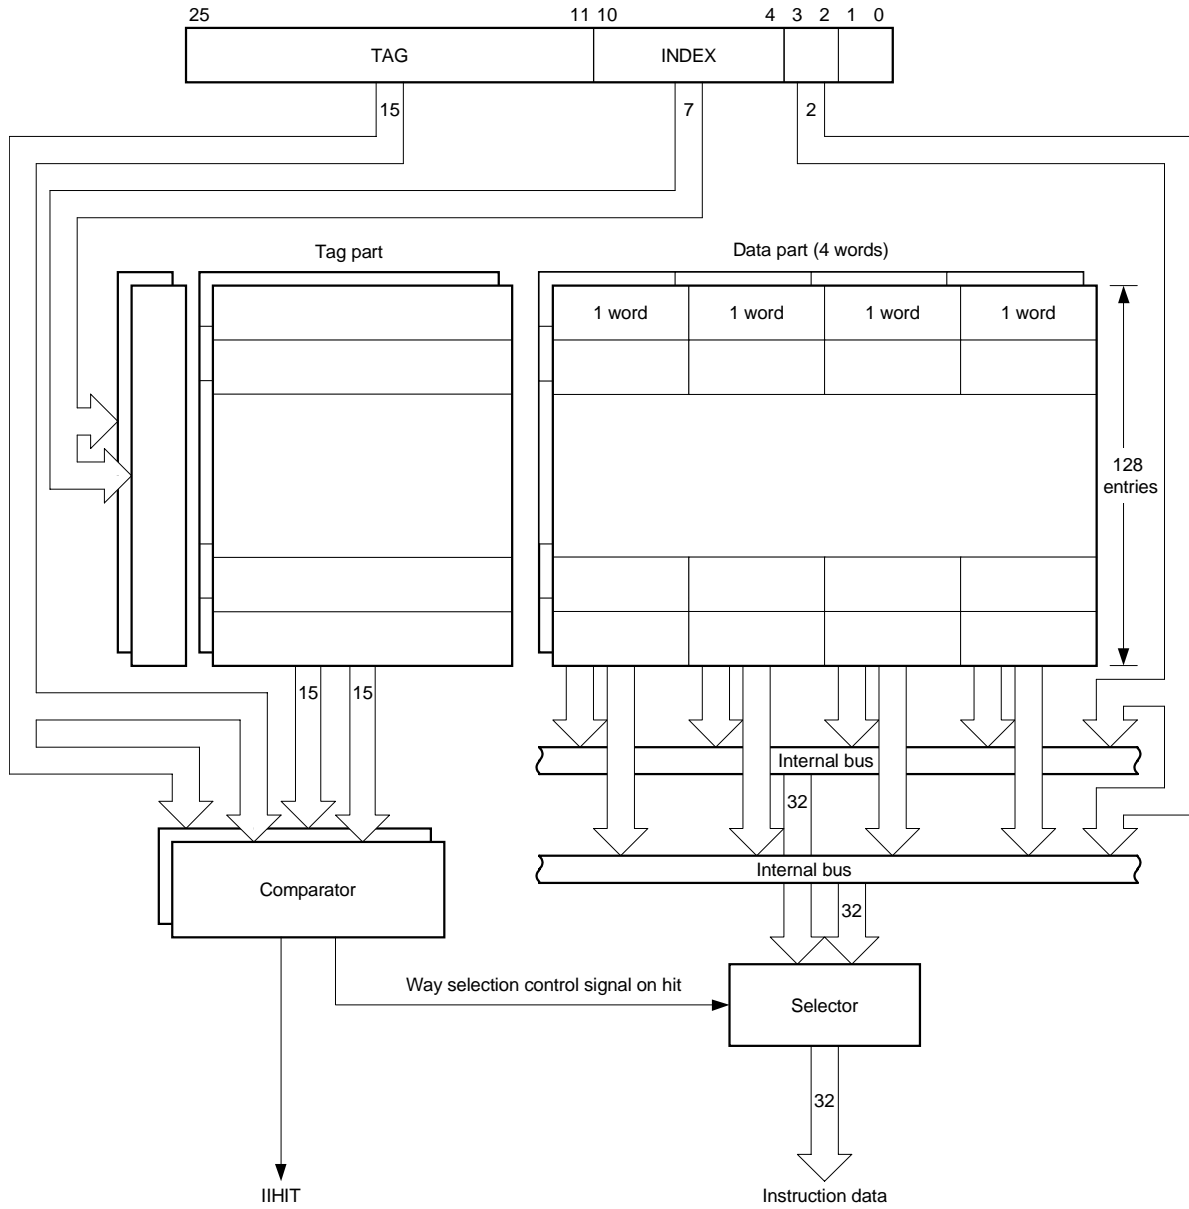 25 11 10 4 3 2 1 0
TAG INDEX
15 7 2
Tag part Data part (4 words)
1 word 1 word 1 word 1 word
128
entries
15 15
Internal bus
32
Internal bus
Comparator
32
Way selection control signal on hit
Selector
32
IIHIT Instruction data